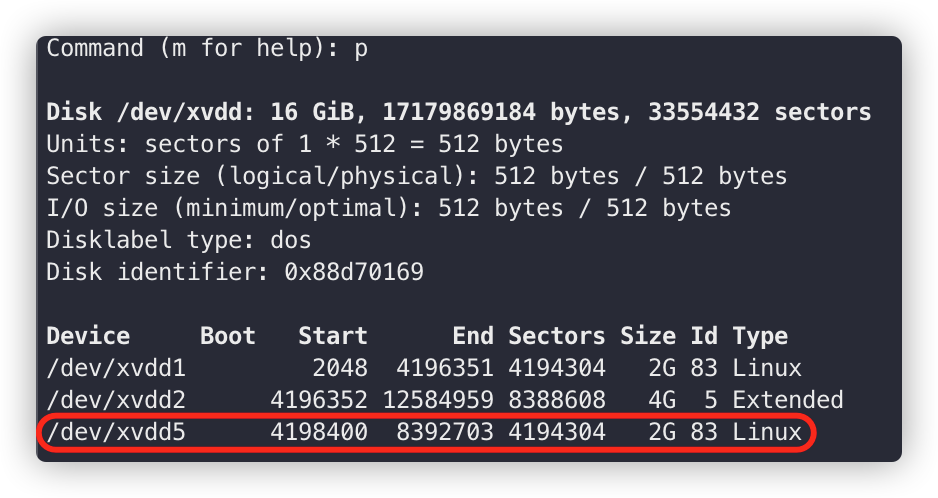 Command (m for help): p
Disk /dev/xvdd: 16 GiB, 17179869184 bytes, 33554432 sectors
Units: sectors of 1 * 512 = 512 bytes
Sector size (logical/physical): 512 bytes / 512 bytes
I/O size (minimum/optimal): 512 bytes / 512 bytes
Disklabel type: dos
Disk identifier: 0x88d70169
Device     Boot   Start      End Sectors Size Id Type
/dev/xvdd1         2048  4196351 4194304   2G 83 Linux
/dev/xvdd2      4196352 12584959 8388608   4G  5 Extended
/dev/xvdd5      4198400  8392703 4194304   2G 83 Linux